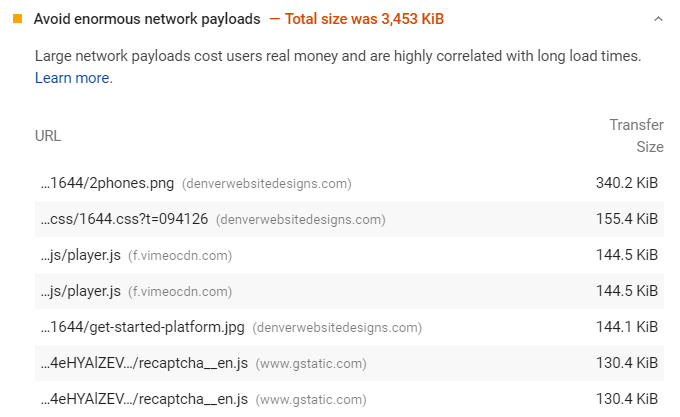 Avoid enormous network payloads — Total size was 3,453 KiB
Large network payloads cost users real money and are highly correlated with long load times.
Learn more.
URL Transfer
Size
…1644/2phones.png (denverwebsitedesigns.com) 340.2 KiB
…css/1644.css?t=094126 (denverwebsitedesigns.com) 155.4 KiB
…js/player.js (f.vimeocdn.com) 144.5 KiB
…js/player.js (f.vimeocdn.com) 144.5 KiB
…1644/get-started-platform.jpg (denverwebsitedesigns.com) 144.1 KiB
…4eHYAlZEV…/recaptcha__en.js (www.gstatic.com) 130.4 KiB
…4eHYAlZEV…/recaptcha__en.js (www.gstatic.com) 130.4 KiB